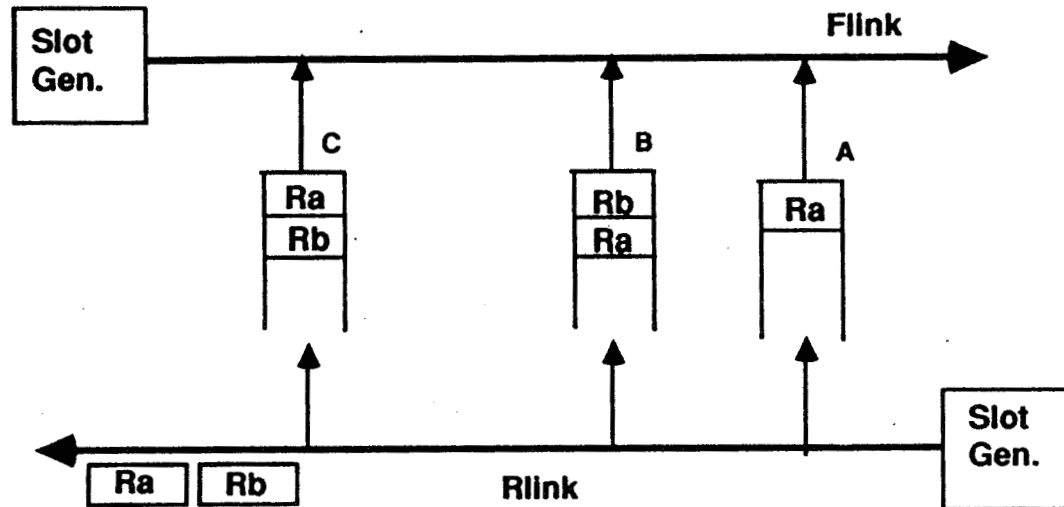 Slot
Gen.
Flink
C
B
A
Ra
Rb
Rb
Ra
Ra
Slot
Gen.
Ra
Rb
Rlink